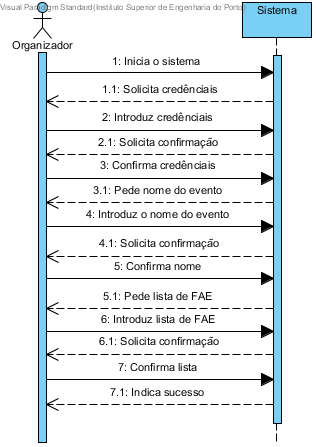 Visual Paradigm Standard(Instituto Superior de Engenharia do Porto)
Organizador
Sistema
1: Inicia o sistema
1.1: Solicita credênciais
2: Introduz credênciais
2.1: Solicita confirmação
3: Confirma credênciais
3.1: Pede nome do evento
4: Introduz o nome do evento
4.1: Solicita confirmação
5: Confirma nome
5.1: Pede lista de FAE
6: Introduz lista de FAE
6.1: Solicita confirmação
7: Confirma lista
7.1: Indica sucesso